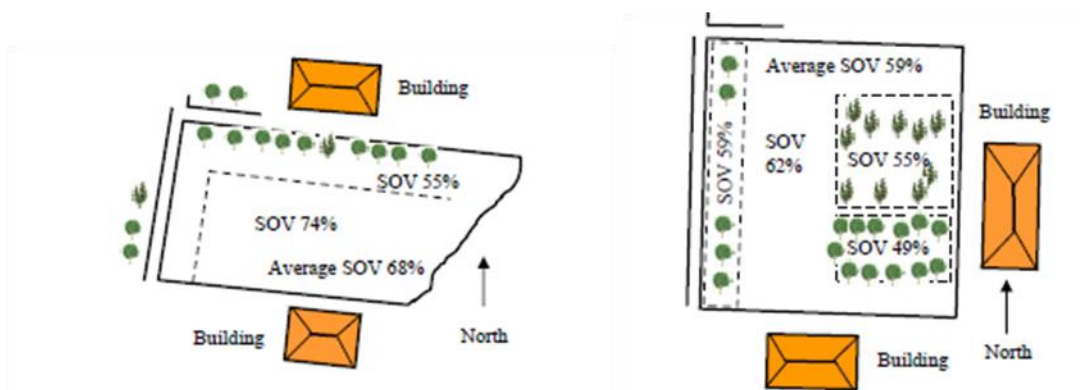 Building
SOV 55%
SOV 74%
Average SOV 68%
Building
North
Average SOV 59%
SOV 59%
SOV
62%
Building
SOV 55%
SOV 49%
Building
North